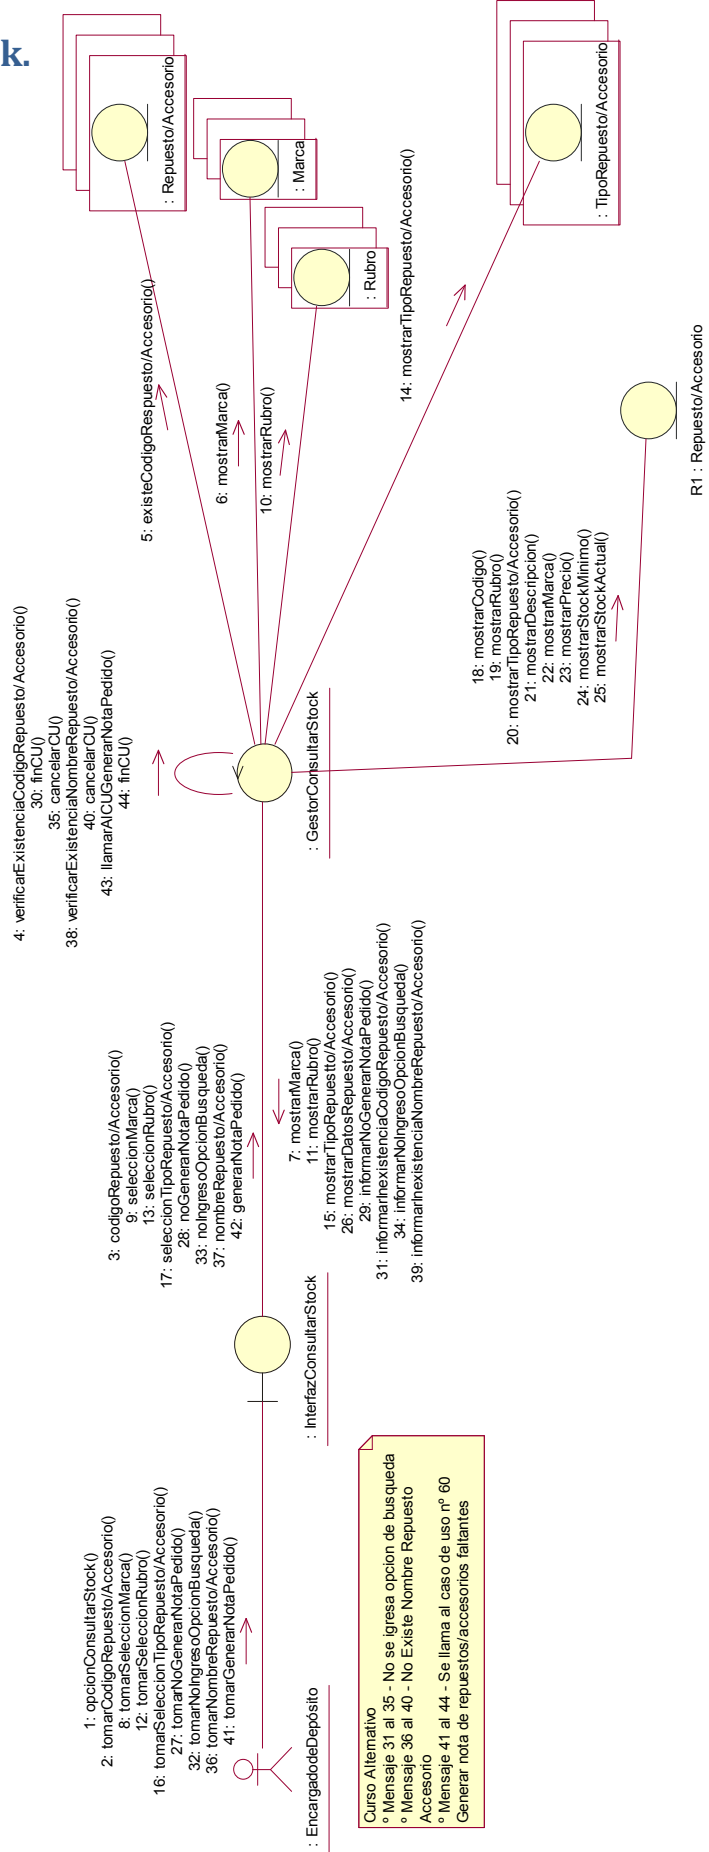 k.
1: opcionConsultarStock()
2: tomarCodigoRepuesto/Accesorio()
8: tomarSeleccionMarca()
12: tomarSeleccionRubro()
16: tomarSeleccionTipoRepuesto/Accesorio()
27: tomarNoGenerarNotaPedido()
32: tomarNoIngresoOpcionBusqueda()
36: tomarNombreRepuesto/Accesorio()
41: tomarGenerarNotaPedido()
: EncargadodeDepósito
Curso Alternativo
º Mensaje 31 al 35 - No se igresa opcion de busqueda
º Mensaje 36 al 40 - No Existe Nombre Repuesto
Accesorio
º Mensaje 41 al 44 - Se llama al caso de uso nº 60
Generar nota de repuestos/accesorios faltantes
: InterfazConsultarStock
3: codigoRepuesto/Accesorio()
9: seleccionMarca()
13: seleccionRubro()
17: seleccionTipoRepuesto/Accesorio()
28: noGenerarNotaPedido()
33: noIngresoOpcionBusqueda()
37: nombreRepuesto/Accesorio()
42: generarNotaPedido()
7: mostrarMarca()
11: mostrarRubro()
15: mostrarTipoRepuestto/Accesorio()
26: mostrarDatosRepuesto/Accesorio()
29: informarNoGenerarNotaPedido()
31: informarInexistenciaCodigoRepuesto/Accesorio()
34: informarNoIngresoOpcionBusqueda()
39: informarInexistenciaNombreRepuesto/Accesorio()
4: verificarExistenciaCodigoRepuesto/Accesorio()
30: finCU()
35: cancelarCU()
38: verificarExistenciaNombreRepuesto/Accesorio()
40: cancelarCU()
43: llamarAlCUGenerarNotaPedido()
44: finCU()
: GestorConsultarStock
5: existeCodigoRespuesto/Accesorio()
6: mostrarMarca()
10: mostrarRubro()
14: mostrarTipoRepuesto/Accesorio()
18: mostrarCodigo()
19: mostrarRubro()
20: mostrarTipoRepuesto/Accesorio()
21: mostrarDescripcion()
22: mostrarMarca()
23: mostrarPrecio()
24: mostrarStockMinimo()
25: mostrarStockActual()
: Repuesto/Accesorio
: Marca
: Rubro
: TipoRepuesto/Accesorio
R1 : Repuesto/Accesorio